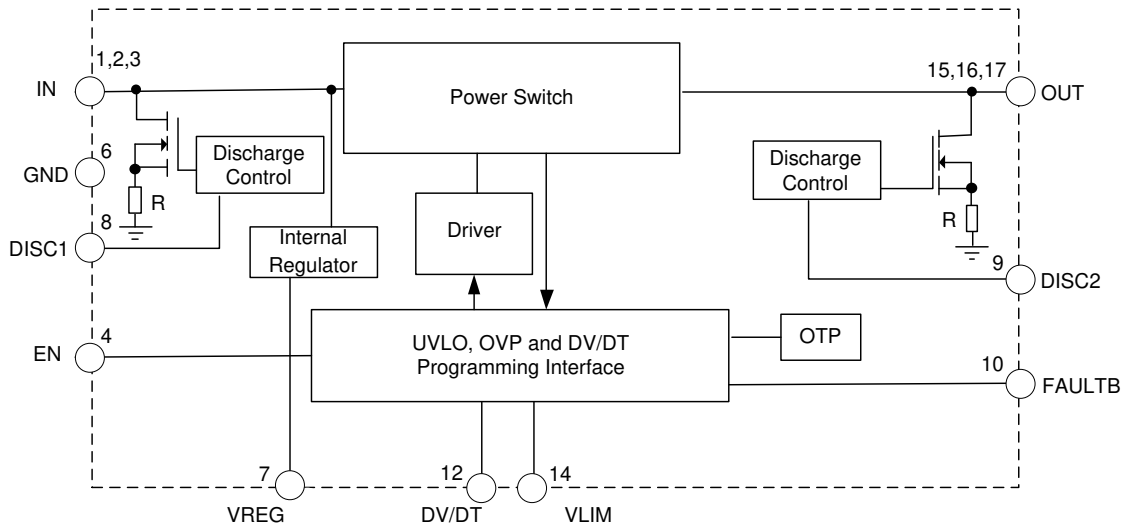 1,2,3
IN
Power Switch
15,16,17
OUT
6
GND
Discharge
Control
R
8
DISC1
Internal
Regulator
Driver
Discharge
Control
R
9
DISC2
4
EN
UVLO, OVP and DV/DT
Programming Interface
OTP
10
FAULTB
7
VREG
12
DV/DT
14
VLIM